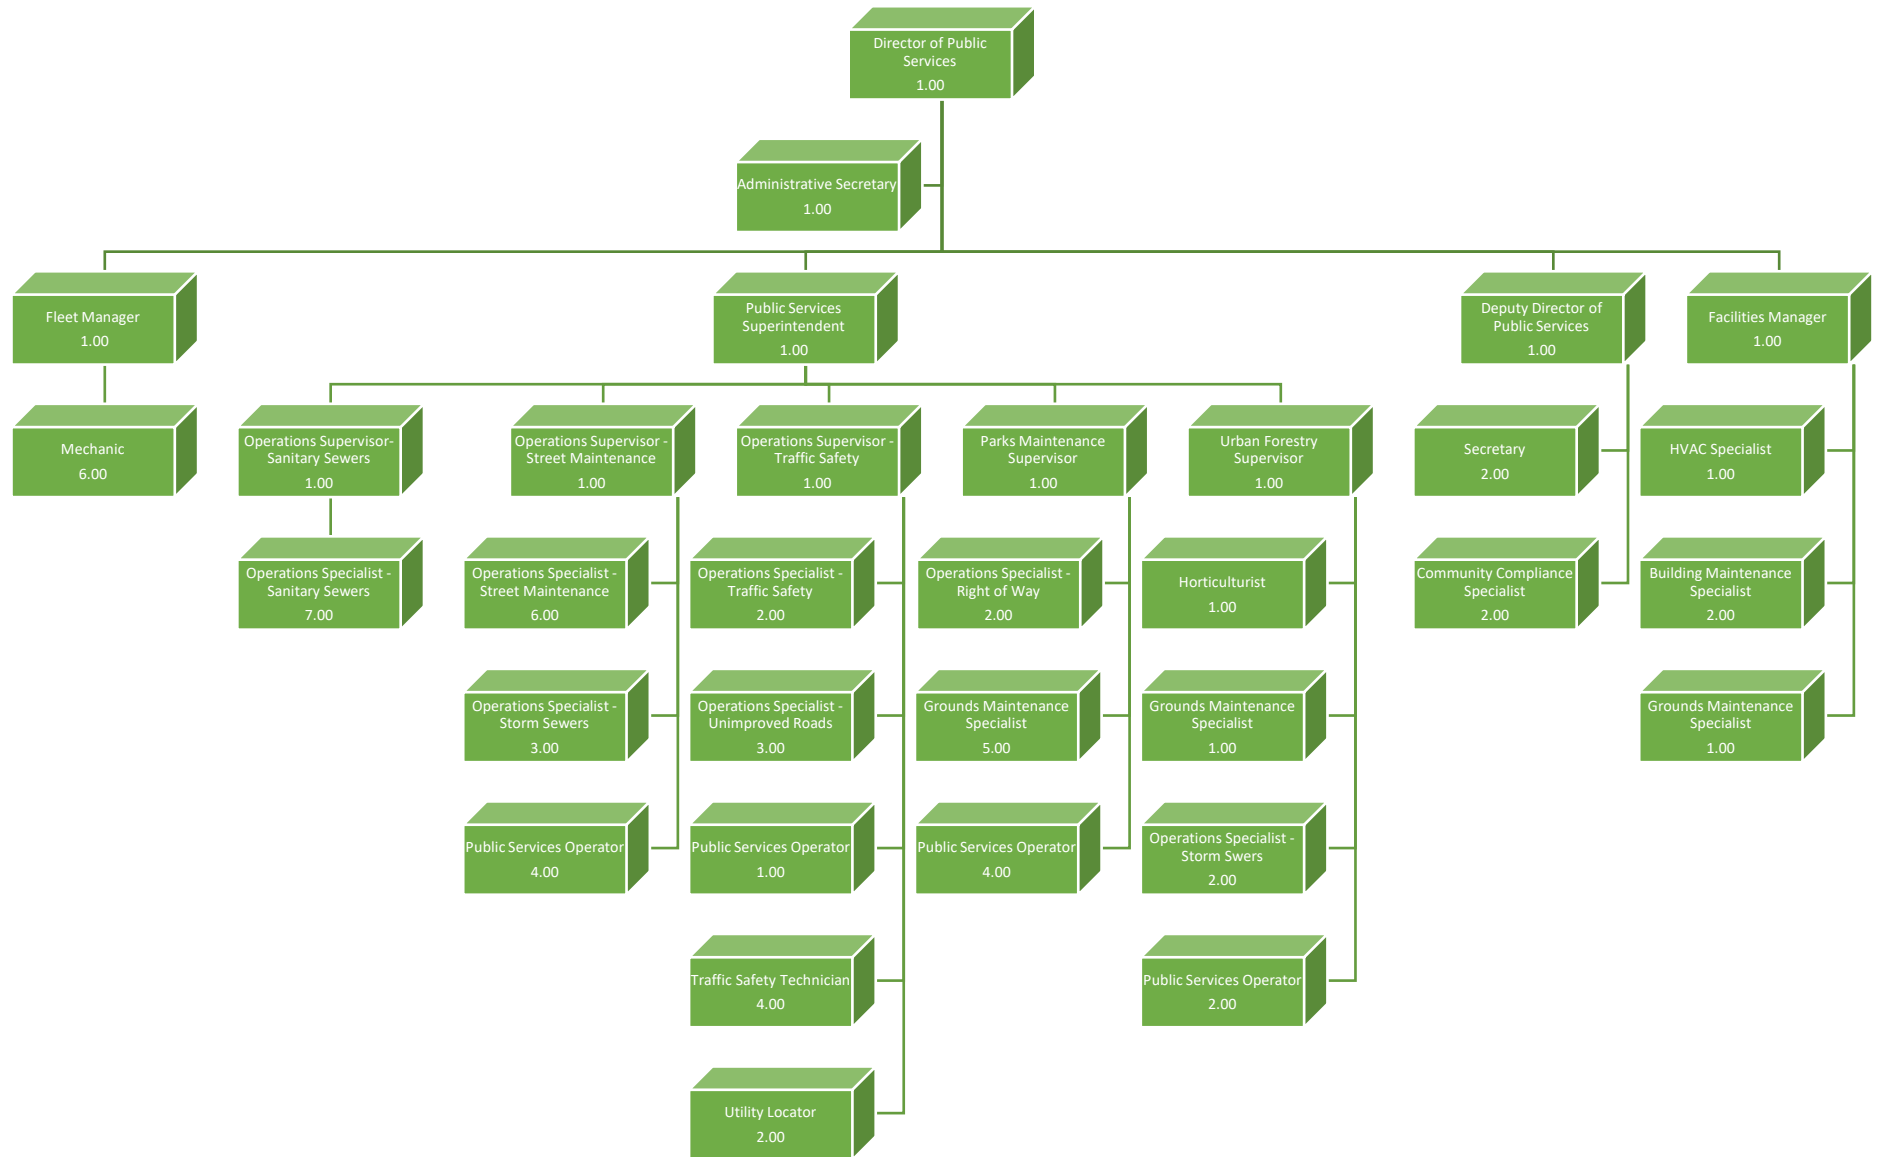 Director of Public
Services
1.00
Administrative Secretary
1.00
Fleet Manager
1.00
Public Services
Superintendent
1.00
Deputy Director of
Public Services
1.00
Facilities Manager
1.00
Mechanic
6.00
Operations Supervisor-
Sanitary Sewers
1.00
Operations Supervisor -
Street Maintenance
1.00
Operations Supervisor -
Traffic Safety
1.00
Parks Maintenance
Supervisor
1.00
Urban Forestry
Supervisor
1.00
Secretary
2.00
HVAC Specialist
1.00
Operations Specialist -
Sanitary Sewers
7.00
Operations Specialist -
Street Maintenance
6.00
Operations Specialist -
Traffic Safety
2.00
Operations Specialist -
Right of Way
2.00
Horticulturist
1.00
Community Compliance
Specialist
2.00
Building Maintenance
Specialist
2.00
Operations Specialist -
Storm Sewers
3.00
Operations Specialist -
Unimproved Roads
3.00
Grounds Maintenance
Specialist
5.00
Grounds Maintenance
Specialist
1.00
Grounds Maintenance
Specialist
1.00
Public Services Operator
4.00
Public Services Operator
1.00
Public Services Operator
4.00
Operations Specialist -
Storm Swers
2.00
Traffic Safety Technician
4.00
Public Services Operator
2.00
Utility Locator
2.00